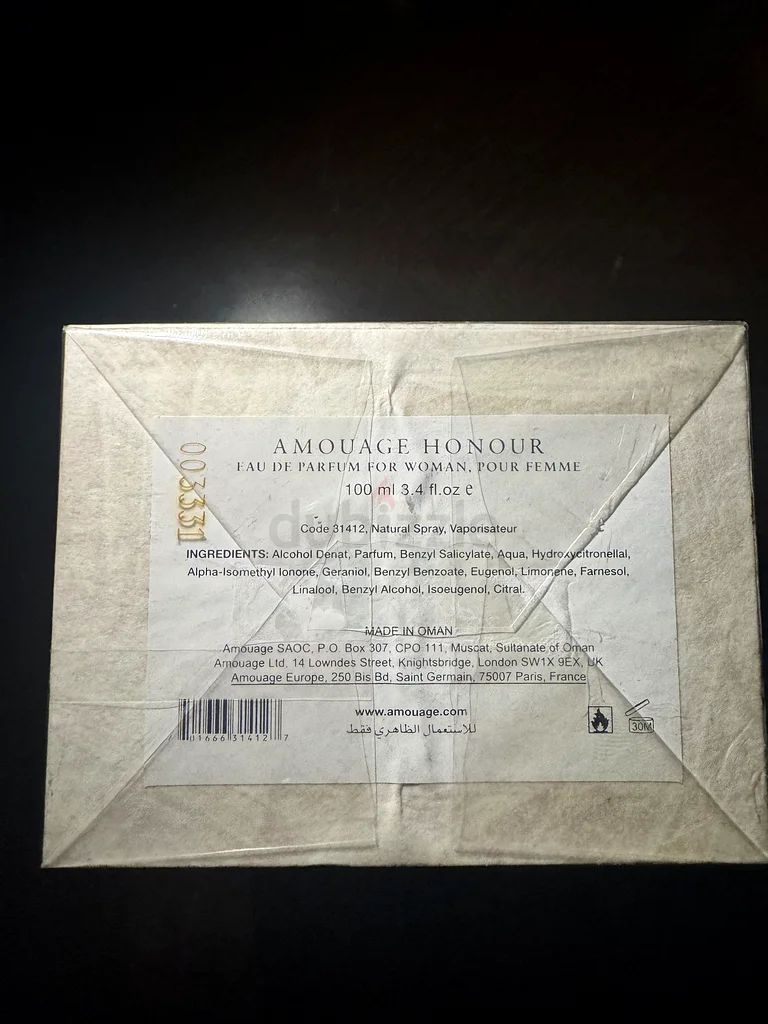 AMOUAGE HONOUR
EAU DE PARFUM FOR WOMAN, POUR FEMME
100 ml 3.4 fl.oz e
003331
dubizzle
Code 31412, Natural Spray, Vaporisateur
INGREDIENTS: Alcohol Denat, Parfum, Benzyl Salicylate, Aqua, Hydroxycitronellal,
Alpha-Isomethyl Ionone, Geraniol, Benzyl Benzoate, Eugenol, Limonene, Farnesol,
Linalool, Benzyl Alcohol, Isoeugenol, Citral.
MADE IN OMAN
Amouage SAOC, P.O. Box 307, CPO 111, Muscat, Sultanate of Oman
Amouage Ltd, 14 Lowndes Street, Knightsbridge, London SW1X 9EX, UK
Amouage Europe, 250 Bis Bd, Saint Germain, 75007 Paris, France
www.amouage.com
للاستعمال الظاهري فقط
01666 31412 7
30M